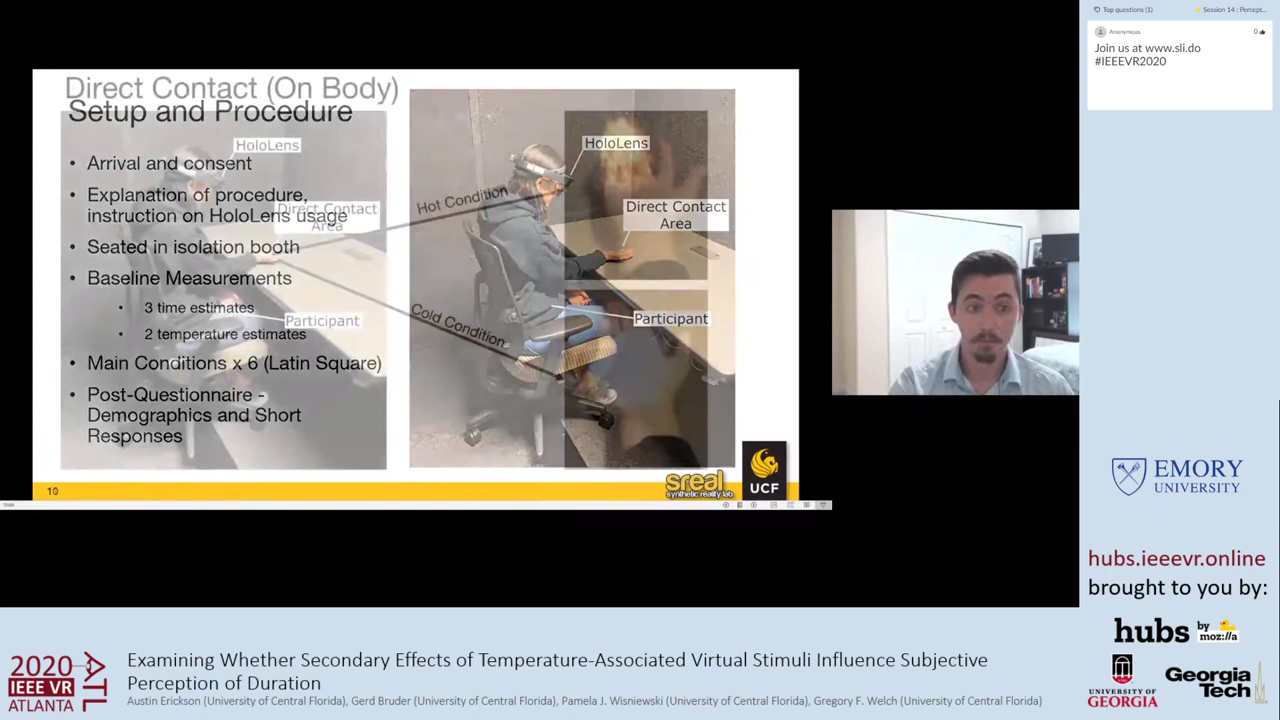 Top questions (1)
Session 14 : Percept...
Anonymous
0
Join us at www.sli.do
#IEEEVR2020
Direct Contact (On Body)
Setup and Procedure
HoloLens
• Arrival and consent
• Explanation of procedure,
instruction on HoloLens usage
Direct Contact
Area
• Seated in isolation booth
• Baseline Measurements
• 3 time estimates
• 2 temperature estimates
Participant
• Main Conditions x 6 (Latin Square)
• Post-Questionnaire -
Demographics and Short
Responses
HoloLens
Hot Condition
Direct Contact
Area
Cold Condition
Participant
sreal
synthetic reality lab
UCF
EMORY
UNIVERSITY
hubs.ieeevr.online
brought to you by:
hubs by
moz://a
UNIVERSITY OF
GEORGIA
Georgia
Tech
2020
IEEE VR
ATLANTA
ATL
Examining Whether Secondary Effects of Temperature-Associated Virtual Stimuli Influence Subjective
Perception of Duration
Austin Erickson (University of Central Florida), Gerd Bruder (University of Central Florida), Pamela J. Wisniewski (University of Central Florida), Gregory F. Welch (University of Central Florida)